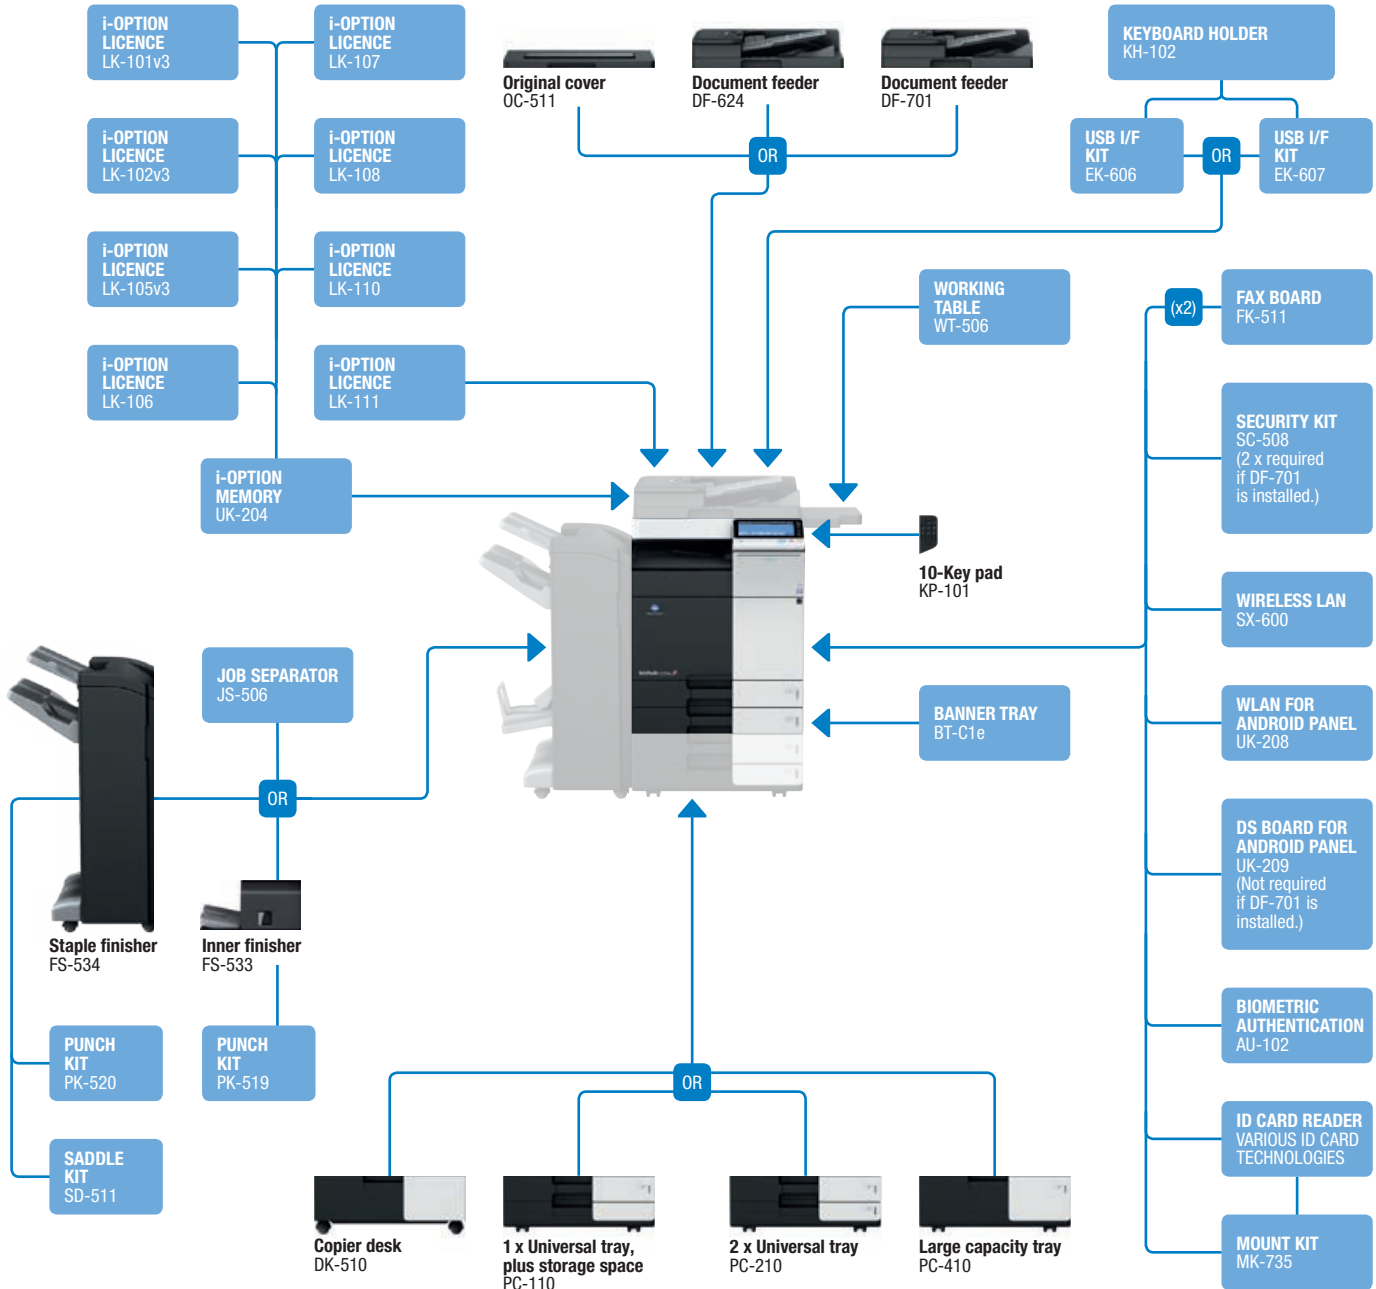 i-OPTION
LICENCE
LK-101v3
i-OPTION
LICENCE
LK-107
Original cover
OC-511
Document feeder
DF-624
Document feeder
DF-701
KEYBOARD HOLDER
KH-102
i-OPTION
LICENCE
LK-102v3
i-OPTION
LICENCE
LK-108
OR
USB I/F
KIT
EK-606
OR
USB I/F
KIT
EK-607
i-OPTION
LICENCE
LK-105v3
i-OPTION
LICENCE
LK-110
WORKING
TABLE
WT-506
(x2)
FAX BOARD
FK-511
i-OPTION
LICENCE
LK-106
i-OPTION
LICENCE
LK-111
SECURITY KIT
SC-508
(2 x required
if DF-701
is installed.)
i-OPTION
MEMORY
UK-204
10-Key pad
KP-101
WIRELESS LAN
SX-600
JOB SEPARATOR
JS-506
BANNER TRAY
BT-C1e
WLAN FOR
ANDROID PANEL
UK-208
OR
DS BOARD FOR
ANDROID PANEL
UK-209
(Not required
if DF-701 is
installed.)
Staple finisher
FS-534
Inner finisher
FS-533
BIOMETRIC
AUTHENTICATION
AU-102
PUNCH
KIT
PK-520
PUNCH
KIT
PK-519
OR
ID CARD READER
VARIOUS ID CARD
TECHNOLOGIES
SADDLE
KIT
SD-511
Copier desk
DK-510
1 x Universal tray,
plus storage space
PC-110
2 x Universal tray
PC-210
Large capacity tray
PC-410
MOUNT KIT
MK-735